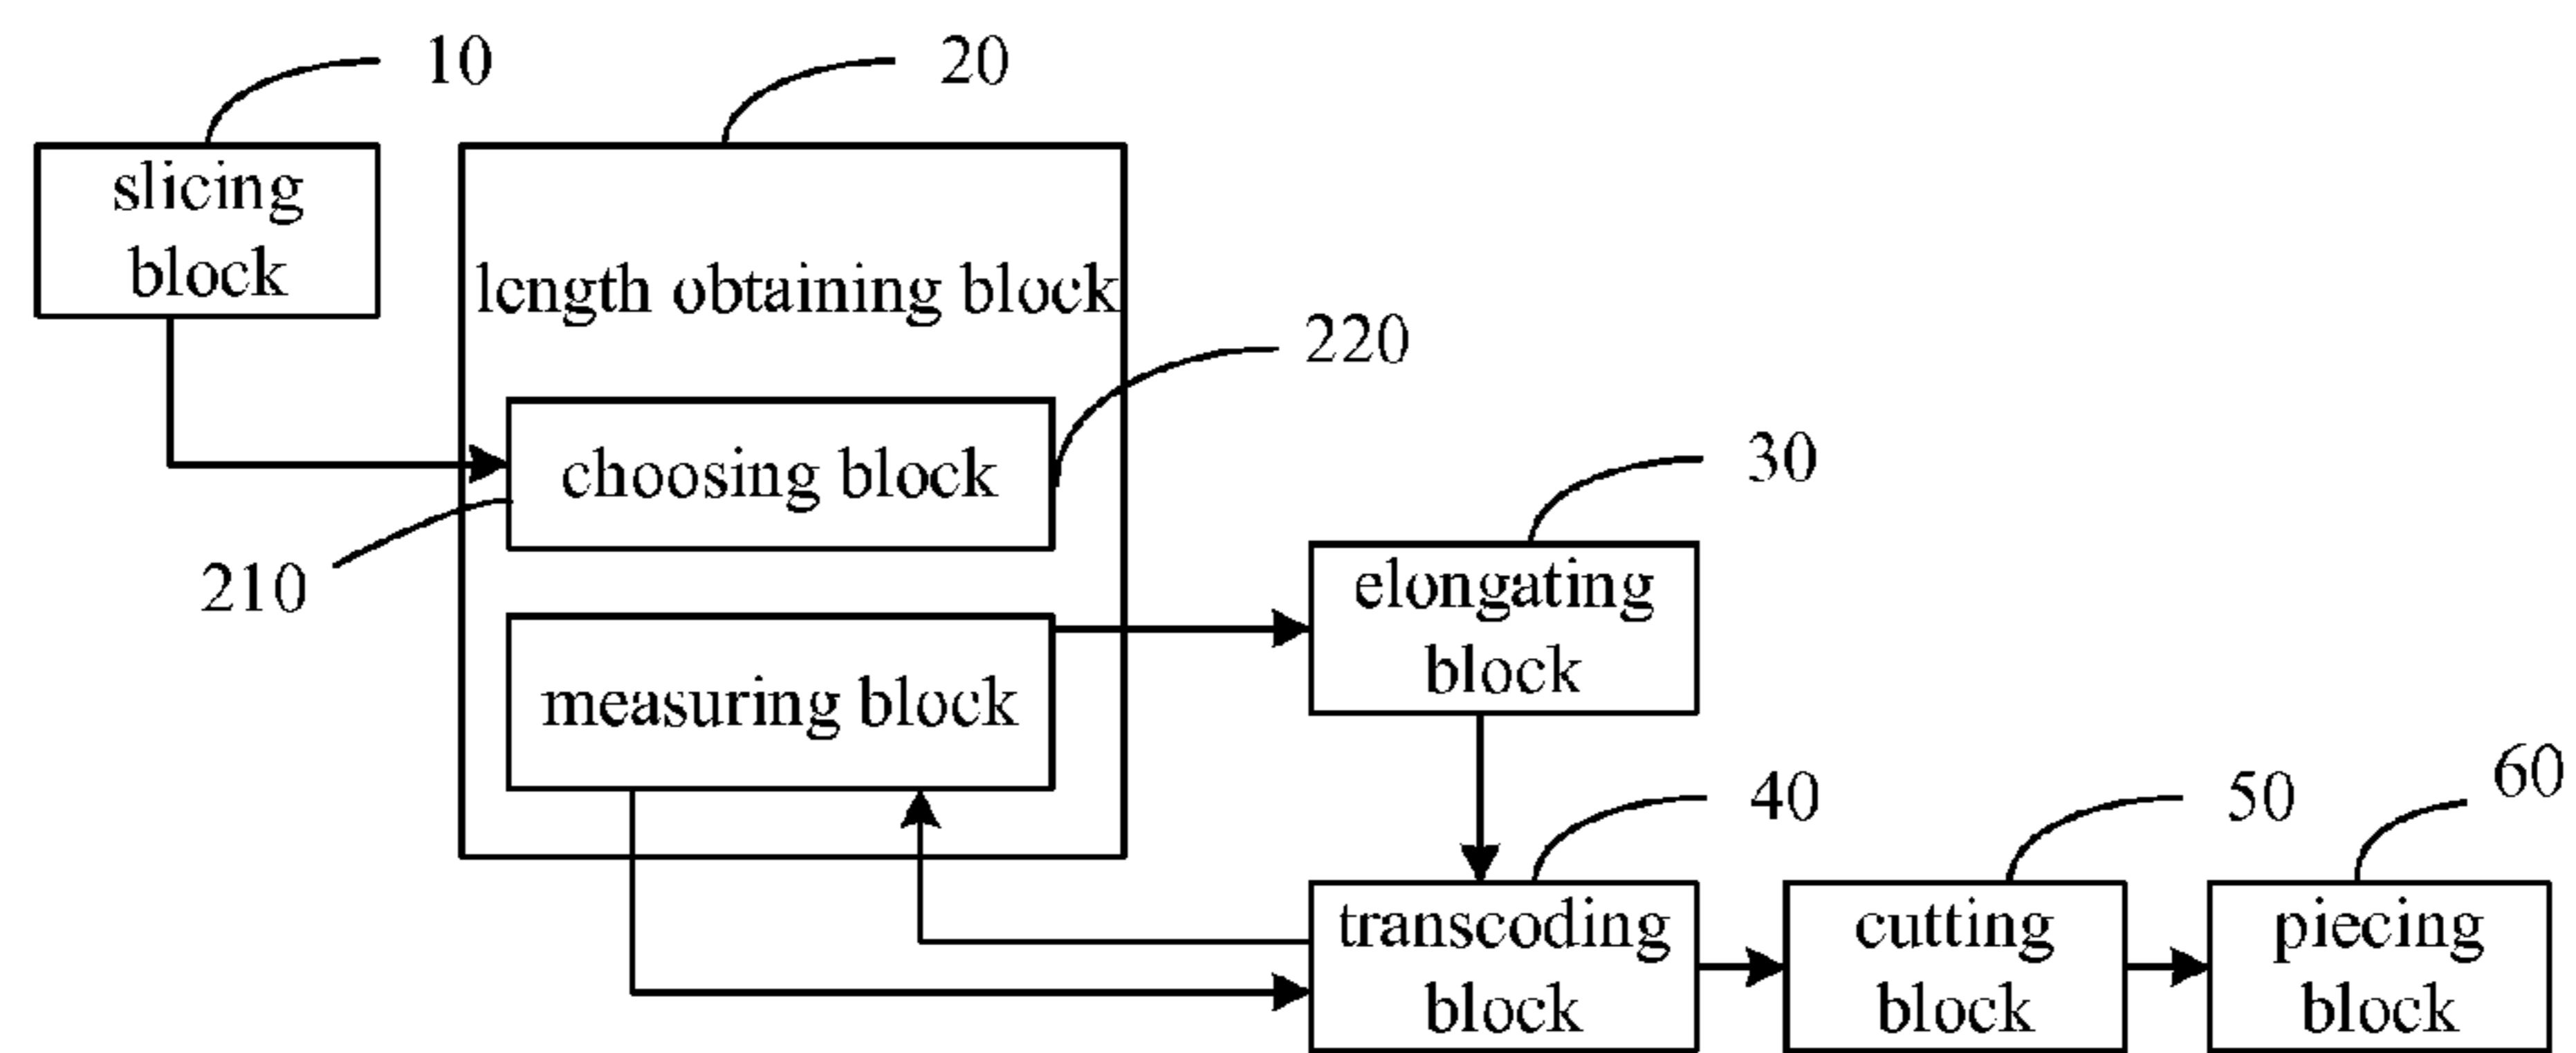 10
20
slicing
block
length obtaining block
220
choosing block
210
30
elongating
block
measuring block
40
50
60
transcoding
block
cutting
block
piecing
block